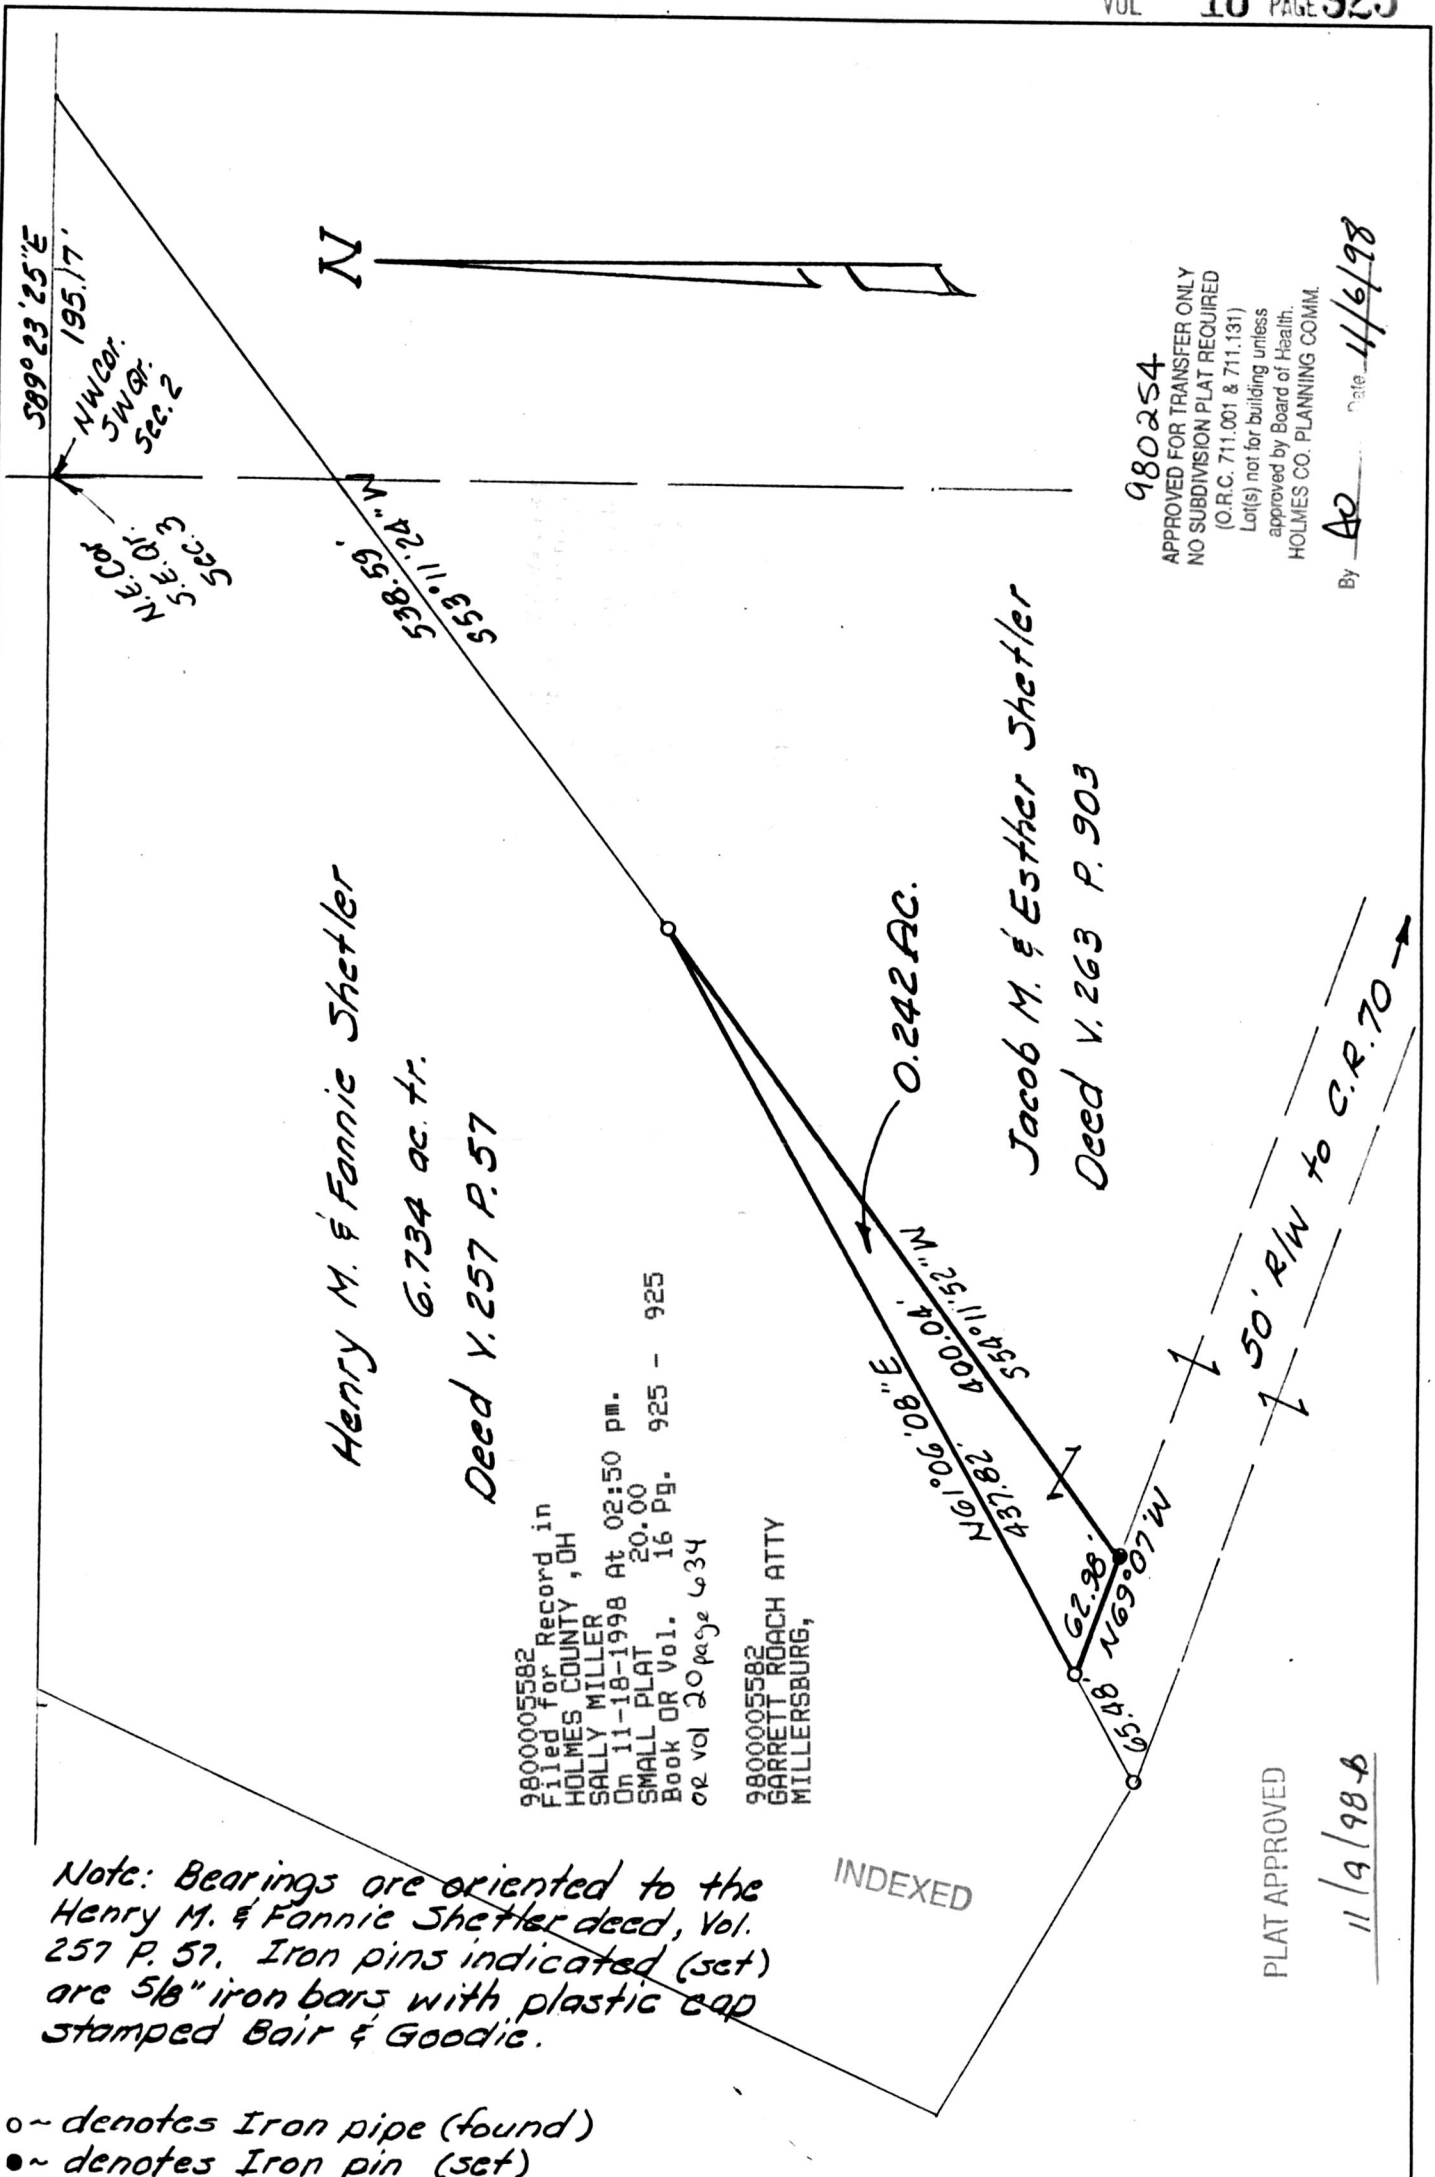 VOL 16 PAGE 925
S89°23'25"E
195.17'
NW Cor.
SW Qr.
Sec. 2
N.E. Cor
S.E. Qr.
Sec. 3
N
538.59'
S53°11'24"W
Henry M. & Fannie Shetler
6.734 ac. tr.
Deed V. 257 P. 57
0.242 AC.
Jacob M. & Esther Shetler
Deed V. 263 P. 903
980254
APPROVED FOR TRANSFER ONLY
NO SUBDIVISION PLAT REQUIRED
(O.R.C. 711.001 & 711.131)
Lot(s) not for building unless
approved by Board of Health.
HOLMES CO. PLANNING COMM.
By AO Date 11/6/98
N61°06'08"E
437.82'
400.04'
S54°11'52"W
62.98'
N69°07'W
65.48'
50' R/W to C.R. 70
9800005582
Filed for Record in
HOLMES COUNTY, OH
SALLY MILLER
On 11-18-1998 At 02:50 pm.
SMALL PLAT 20.00
Book OR Vol. 16 Pg. 925 - 925
OR Vol 20 page 634
9800005582
GARRETT ROACH ATTY
MILLERSBURG,
INDEXED
PLAT APPROVED
11/9/98
Note: Bearings are oriented to the
Henry M. & Fannie Shetler deed, Vol.
257 P. 57. Iron pins indicated (set)
are 5/8" iron bars with plastic cap
stamped Bair & Goodie.
o ~ denotes Iron pipe (found)
● ~ denotes Iron pin (set)